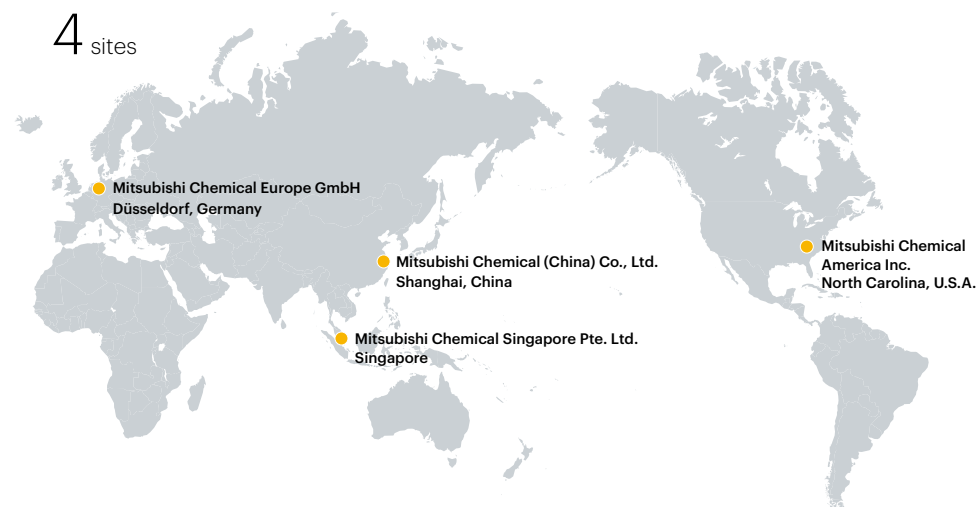 4 sites
Mitsubishi Chemical Europe GmbH
Düsseldorf, Germany
Mitsubishi Chemical (China) Co., Ltd.
Shanghai, China
Mitsubishi Chemical Singapore Pte. Ltd.
Singapore
Mitsubishi Chemical
America Inc.
North Carolina, U.S.A.